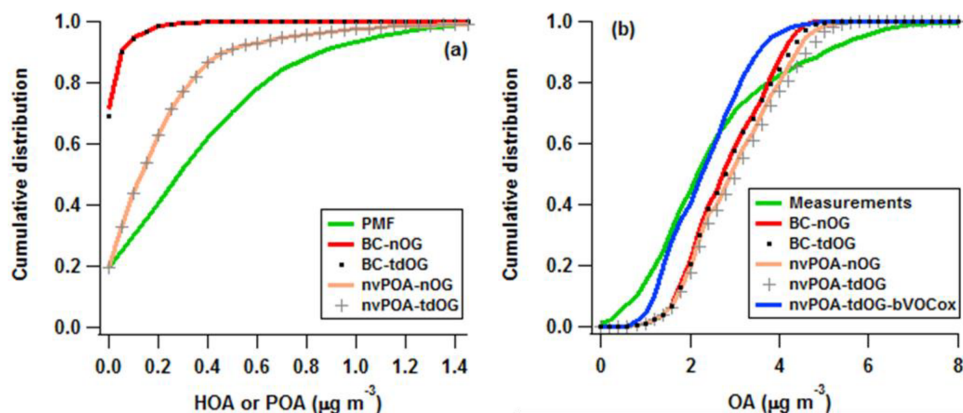 1.0
0.8
0.6
0.4
0.2
0.0
Cumulative distribution
(a)
PMF
BC-nOG
BC-tdOG
nvPOA-nOG
nvPOA-tdOG
0.0 0.2 0.4 0.6 0.8 1.0 1.2 1.4
HOA or POA (μg m⁻³)
1.0
0.8
0.6
0.4
0.2
0.0
Cumulative distribution
(b)
Measurements
BC-nOG
BC-tdOG
nvPOA-nOG
nvPOA-tdOG
nvPOA-tdOG-bVOCox
0 2 4 6 8
OA (μg m⁻³)